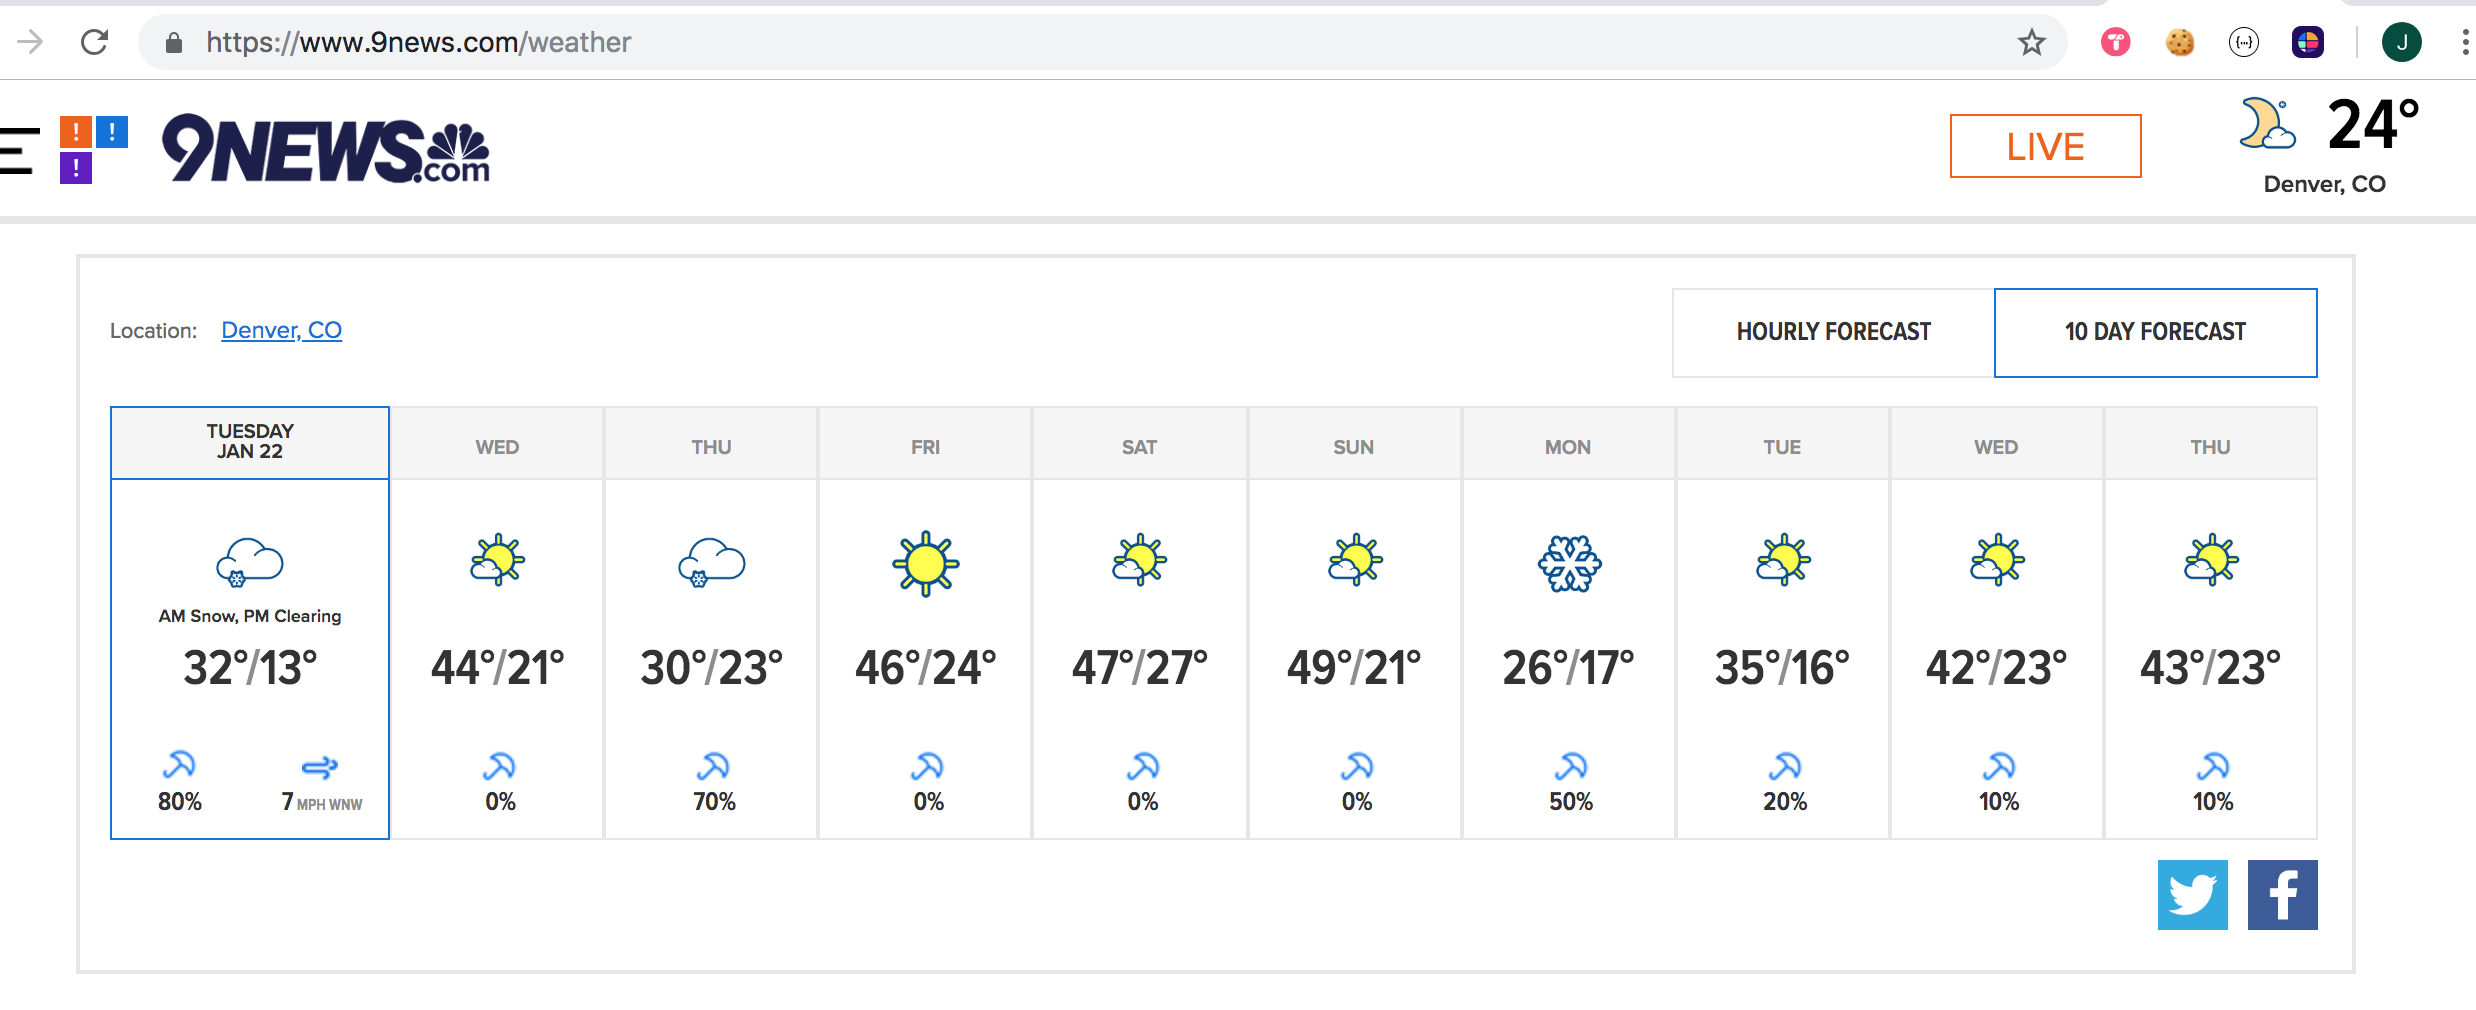 https://www.9news.com/weather
J
! !
!
9NEWS.com
LIVE
24°
Denver, CO
Location: Denver, CO
HOURLY FORECAST 10 DAY FORECAST
TUESDAY
JAN 22
WED THU FRI SAT SUN MON TUE WED THU
AM Snow, PM Clearing
32°/13° 44°/21° 30°/23° 46°/24° 47°/27° 49°/21° 26°/17° 35°/16° 42°/23° 43°/23°
80% 7 MPH WNW 0% 70% 0% 0% 0% 50% 20% 10% 10%